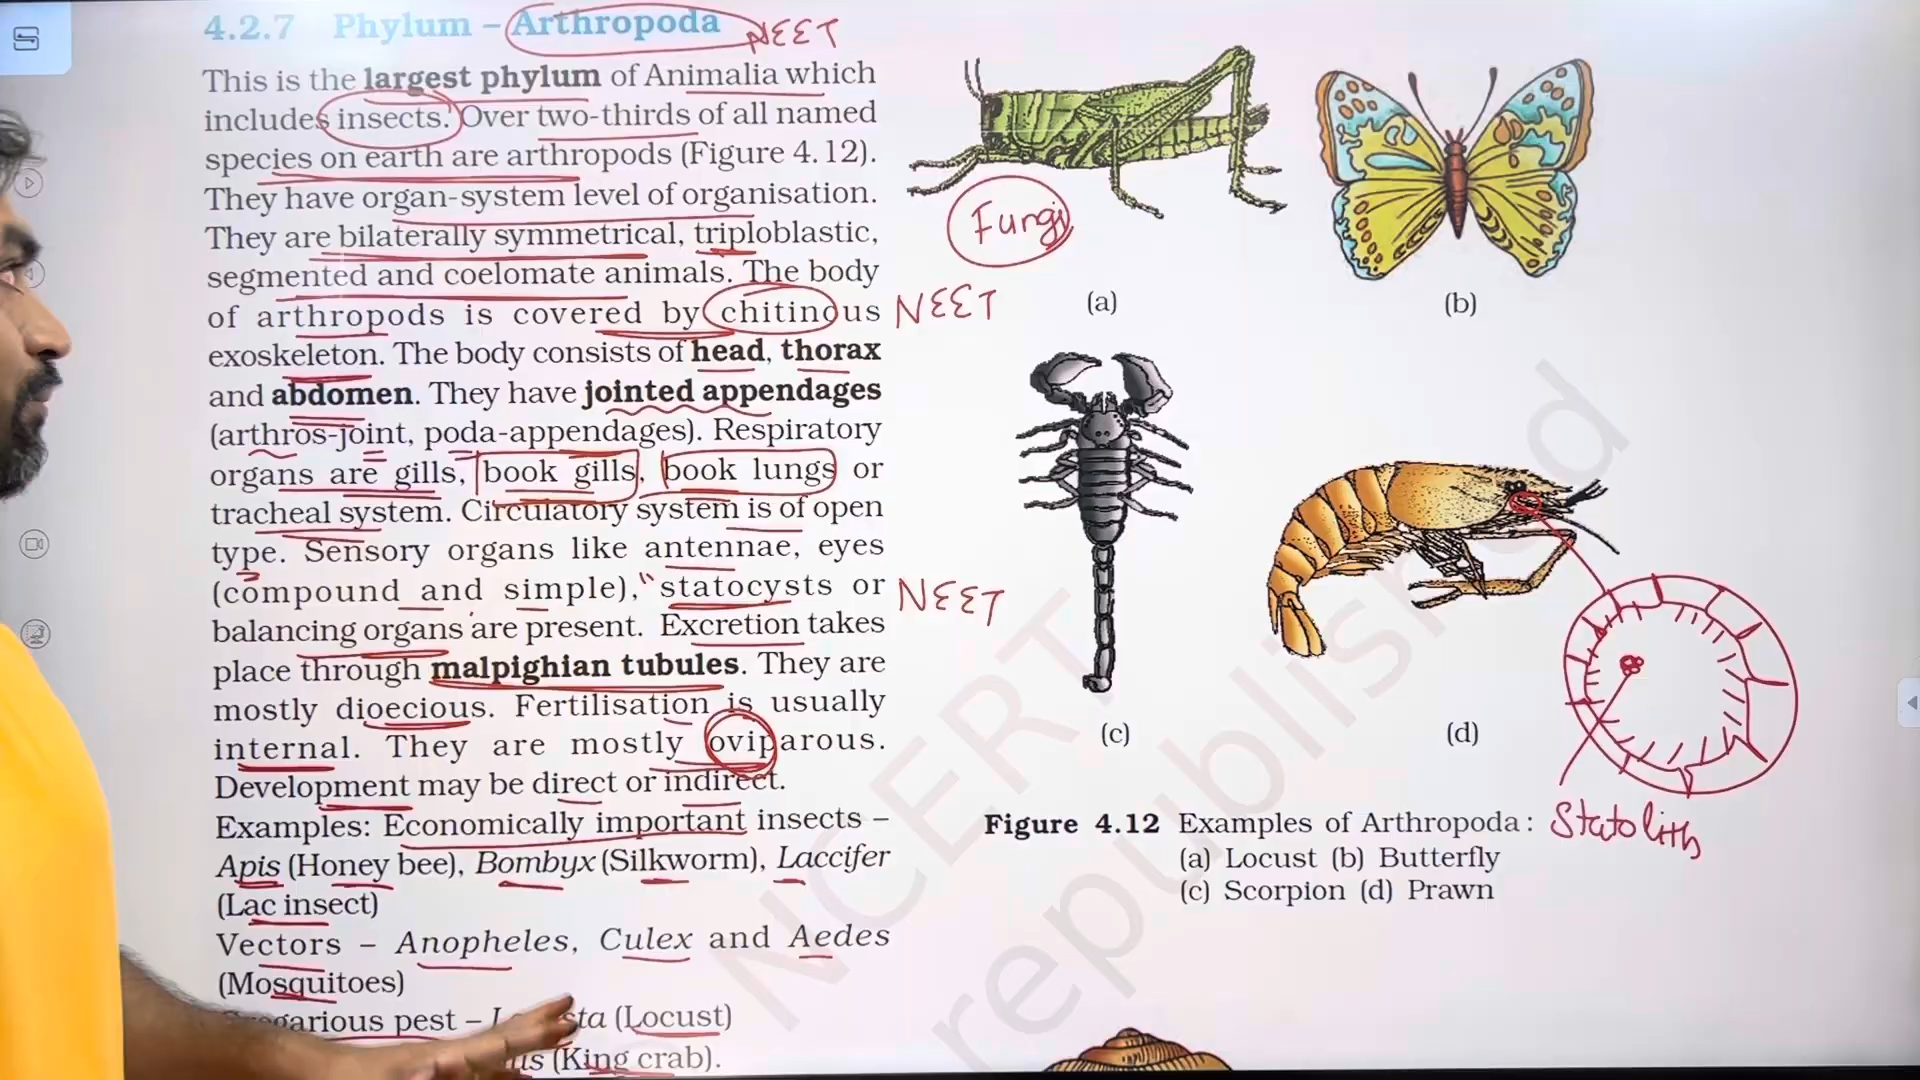 4.2.7 Phylum – Arthropoda NEET
This is the largest phylum of Animalia which
includes insects. Over two-thirds of all named
species on earth are arthropods (Figure 4.12).
They have organ-system level of organisation.
They are bilaterally symmetrical, triploblastic,
segmented and coelomate animals. The body
of arthropods is covered by chitinous NEET
exoskeleton. The body consists of head, thorax
and abdomen. They have jointed appendages
(arthros-joint, poda-appendages). Respiratory
organs are gills, book gills, book lungs or
tracheal system. Circulatory system is of open
type. Sensory organs like antennae, eyes
(compound and simple), statocysts or NEET
balancing organs are present. Excretion takes
place through malpighian tubules. They are
mostly dioecious. Fertilisation is usually
internal. They are mostly oviparous.
Development may be direct or indirect.
Examples: Economically important insects –
Apis (Honey bee), Bombyx (Silkworm), Laccifer
(Lac insect)
Vectors – Anopheles, Culex and Aedes
(Mosquitoes)
pest – (Locust)
(King crab).
Fungi
(a)
(b)
(c)
(d)
Statolith
Figure 4.12 Examples of Arthropoda:
(a) Locust (b) Butterfly
(c) Scorpion (d) Prawn
NCERT
republished